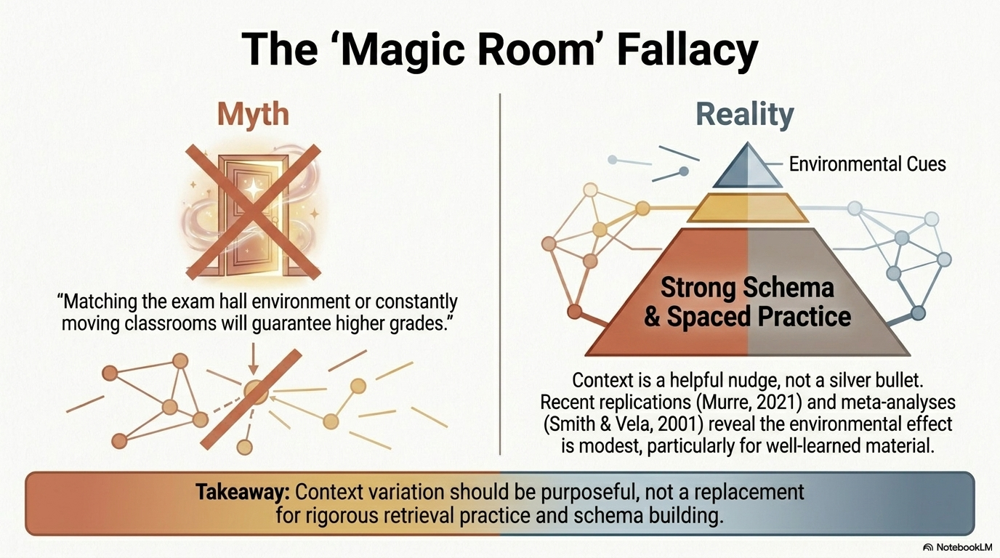 The ‘Magic Room’ Fallacy
Myth
“Matching the exam hall environment or constantly
moving classrooms will guarantee higher grades.”
Reality
Environmental Cues
Strong Schema
& Spaced Practice
Context is a helpful nudge, not a silver bullet.
Recent replications (Murre, 2021) and meta-analyses
(Smith & Vela, 2001) reveal the environmental effect
is modest, particularly for well-learned material.
Takeaway: Context variation should be purposeful, not a replacement
for rigorous retrieval practice and schema building.
NotebookLM